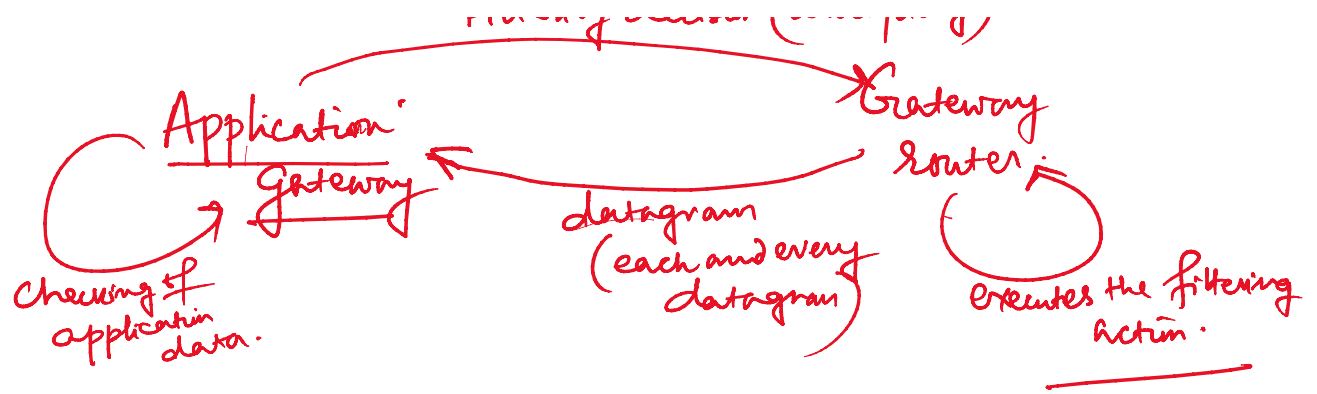 Application
Gateway
Gateway
router.
datagram
(each and every
datagram)
checking of
application
data.
executes the filtering
action.